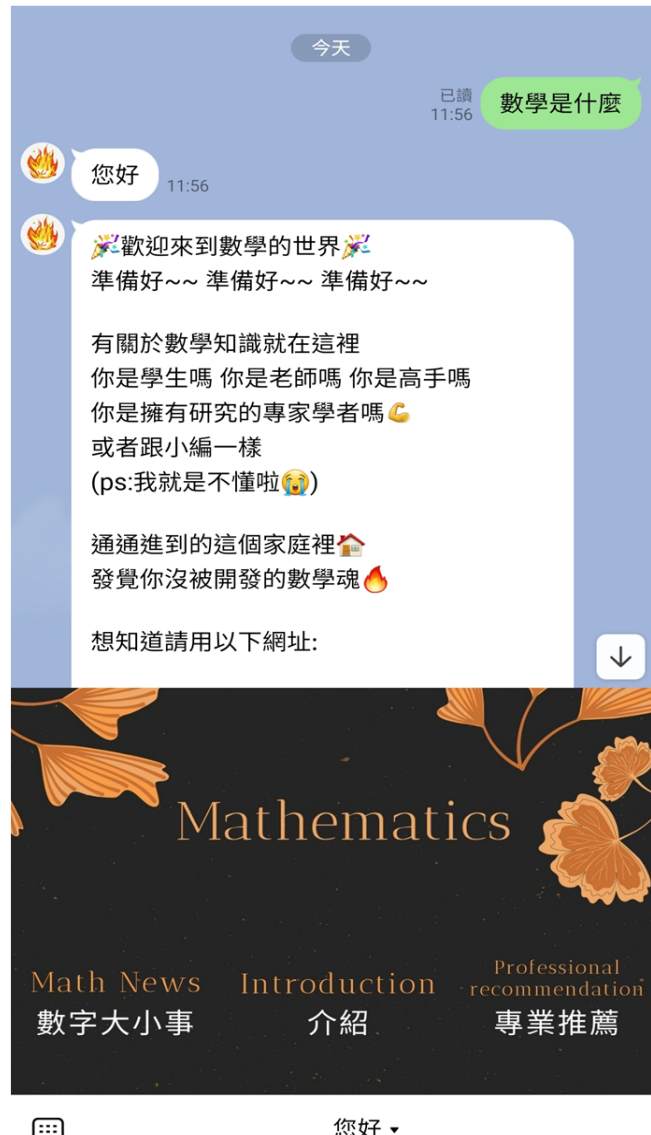 今天
已讀
11:56
數學是什麼
您好
11:56
🎉歡迎來到數學的世界🎉
準備好~~ 準備好~~ 準備好~~
有關於數學知識就在這裡
你是學生嗎 你是老師嗎 你是高手嗎
你是擁有研究的專家學者嗎💪
或者跟小編一樣
(ps:我就是不懂啦😭)
通通進到的這個家庭裡🏠
發覺你沒被開發的數學魂🔥
想知道請用以下網址:
Mathematics
Math News
數字大小事
Introduction
介紹
Professional
recommendation
專業推薦
您好